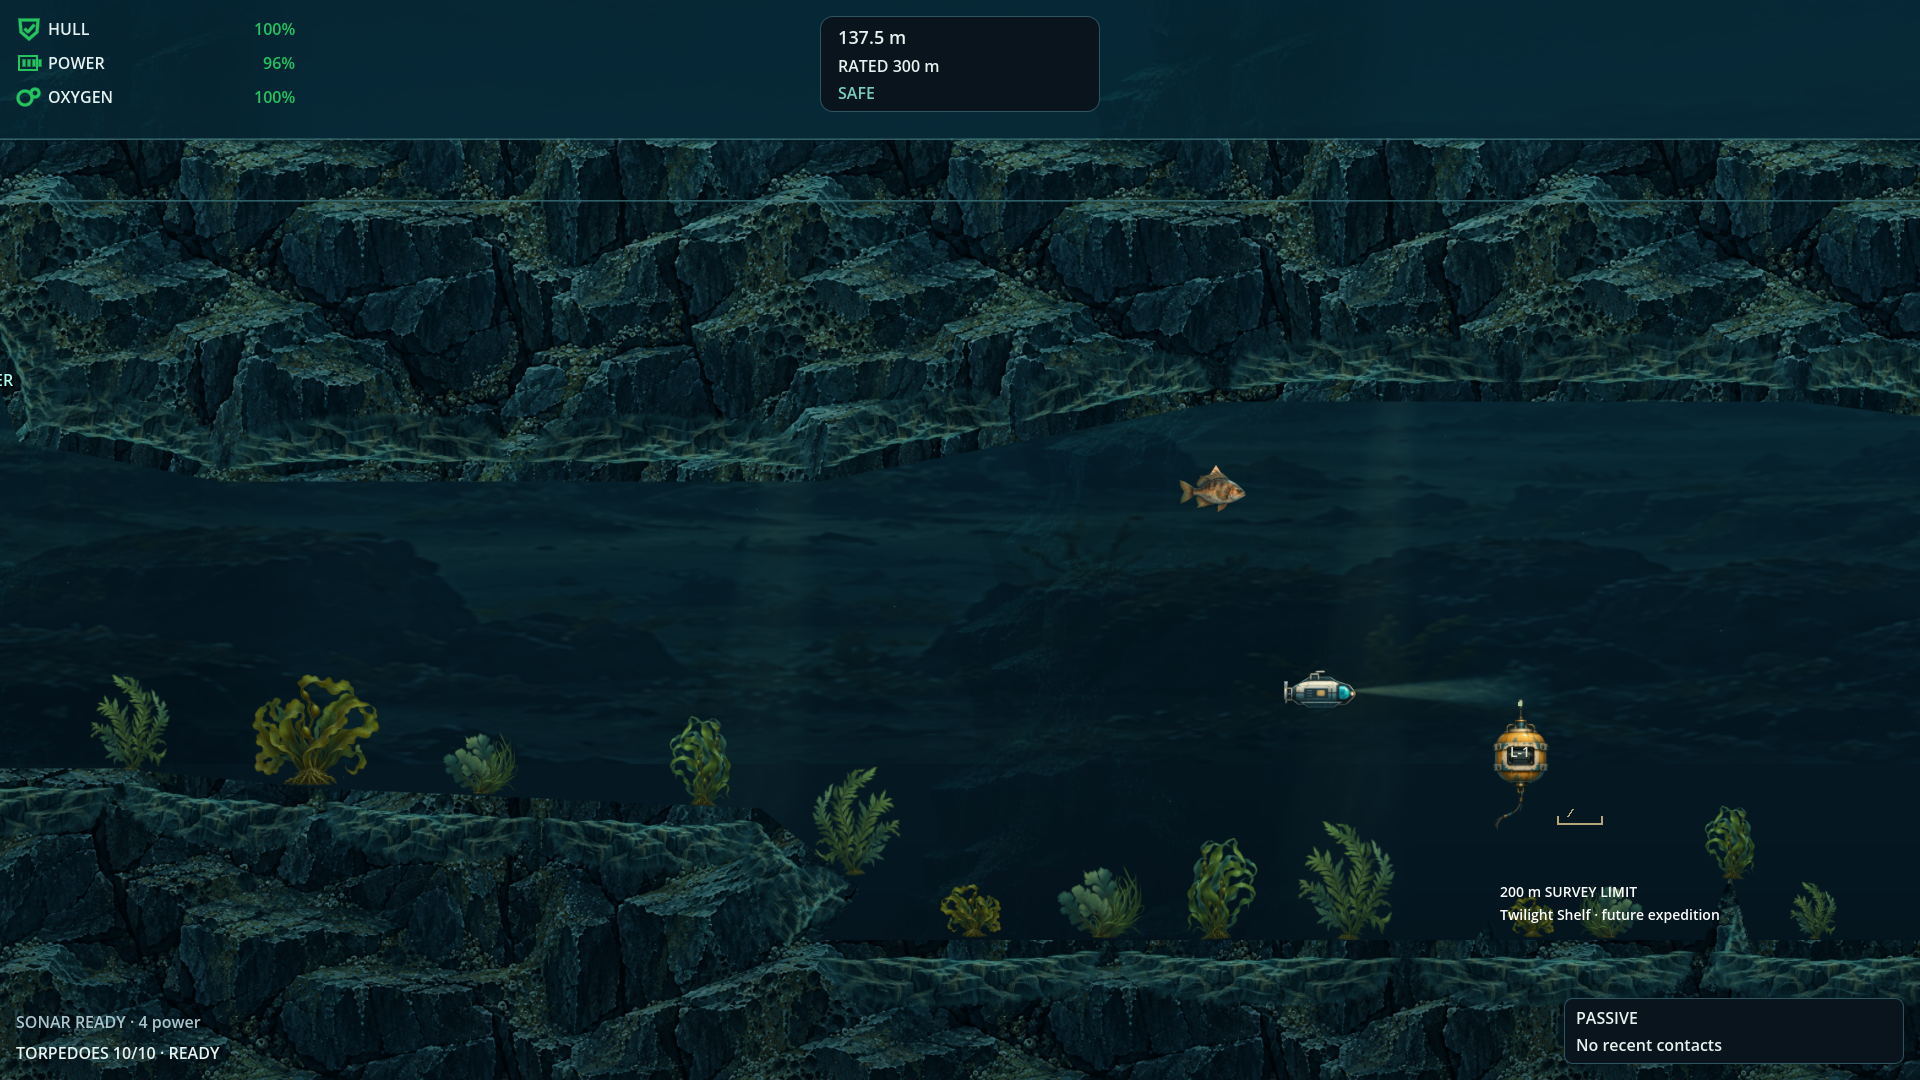 HULL 100%
POWER 96%
OXYGEN 100%
137.5 m
RATED 300 m
SAFE
ER
L-1
200 m SURVEY LIMIT
Twilight Shelf · future expedition
SONAR READY · 4 power
TORPEDOES 10/10 · READY
PASSIVE
No recent contacts